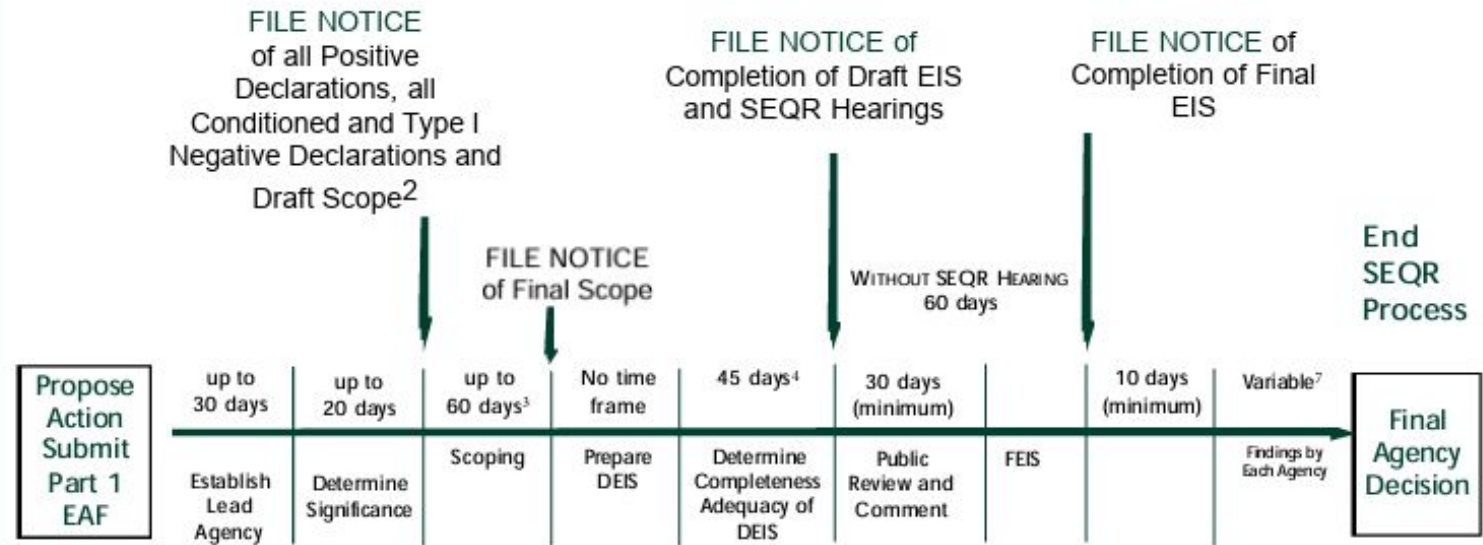 FILE NOTICE
of all Positive
Declarations, all
Conditioned and Type I
Negative Declarations and
Draft Scope2
FILE NOTICE
of Final Scope
FILE NOTICE of
Completion of Draft EIS
and SEQR Hearings
WITHOUT SEQR HEARING
60 days
FILE NOTICE of
Completion of Final
EIS
End
SEQR
Process
Propose
Action
Submit
Part 1
EAF
up to
30 days
Establish
Lead
Agency
up to
20 days
Determine
Significance
up to
60 days3
Scoping
No time
frame
Prepare
DEIS
45 days4
Determine
Completeness
Adequacy of
DEIS
30 days
(minimum)
Public
Review and
Comment
FEIS
10 days
(minimum)
Variable7
Findings by
Each Agency
Final
Agency
Decision